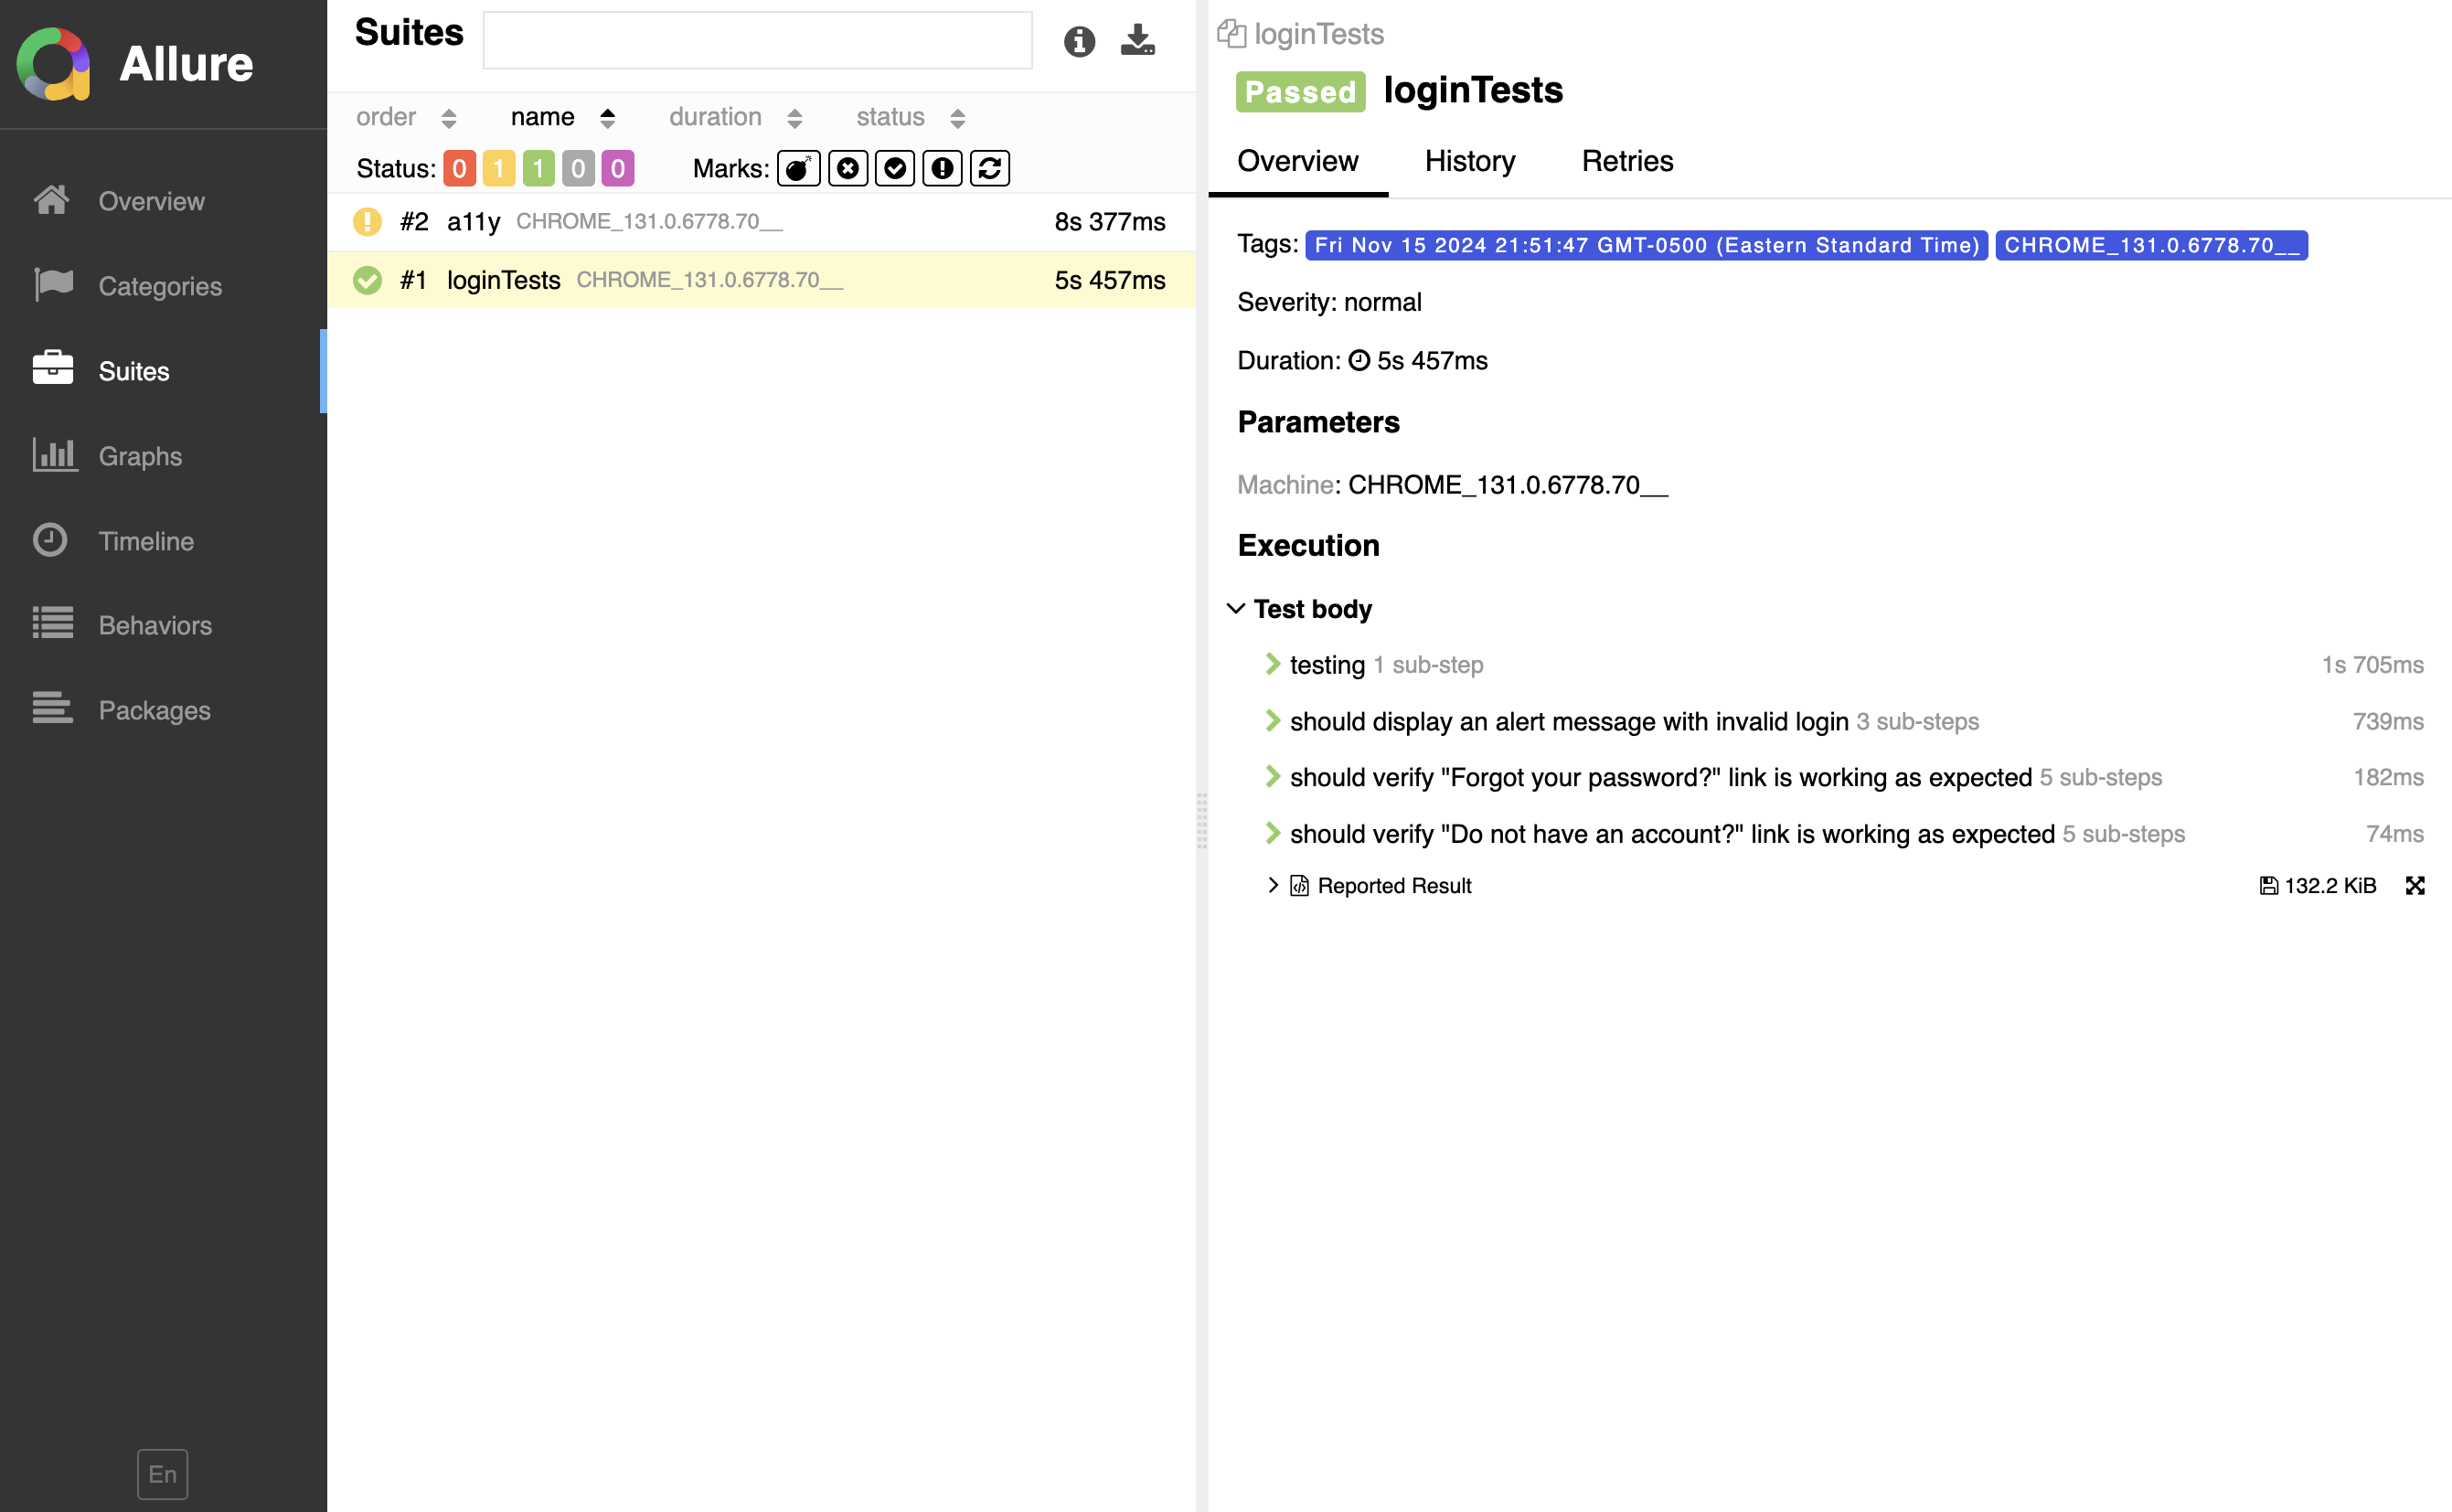 Allure
Overview
Categories
Suites
Graphs
Timeline
Behaviors
Packages
En
Suites
order name duration status
Status: 0 1 1 0 0 Marks:
#2 a11y CHROME_131.0.6778.70__ 8s 377ms
#1 loginTests CHROME_131.0.6778.70__ 5s 457ms
loginTests
Passed loginTests
Overview History Retries
Tags: Fri Nov 15 2024 21:51:47 GMT-0500 (Eastern Standard Time) CHROME_131.0.6778.70__
Severity: normal
Duration: 5s 457ms
Parameters
Machine: CHROME_131.0.6778.70__
Execution
Test body
testing 1 sub-step 1s 705ms
should display an alert message with invalid login 3 sub-steps 739ms
should verify "Forgot your password?" link is working as expected 5 sub-steps 182ms
should verify "Do not have an account?" link is working as expected 5 sub-steps 74ms
Reported Result 132.2 KiB